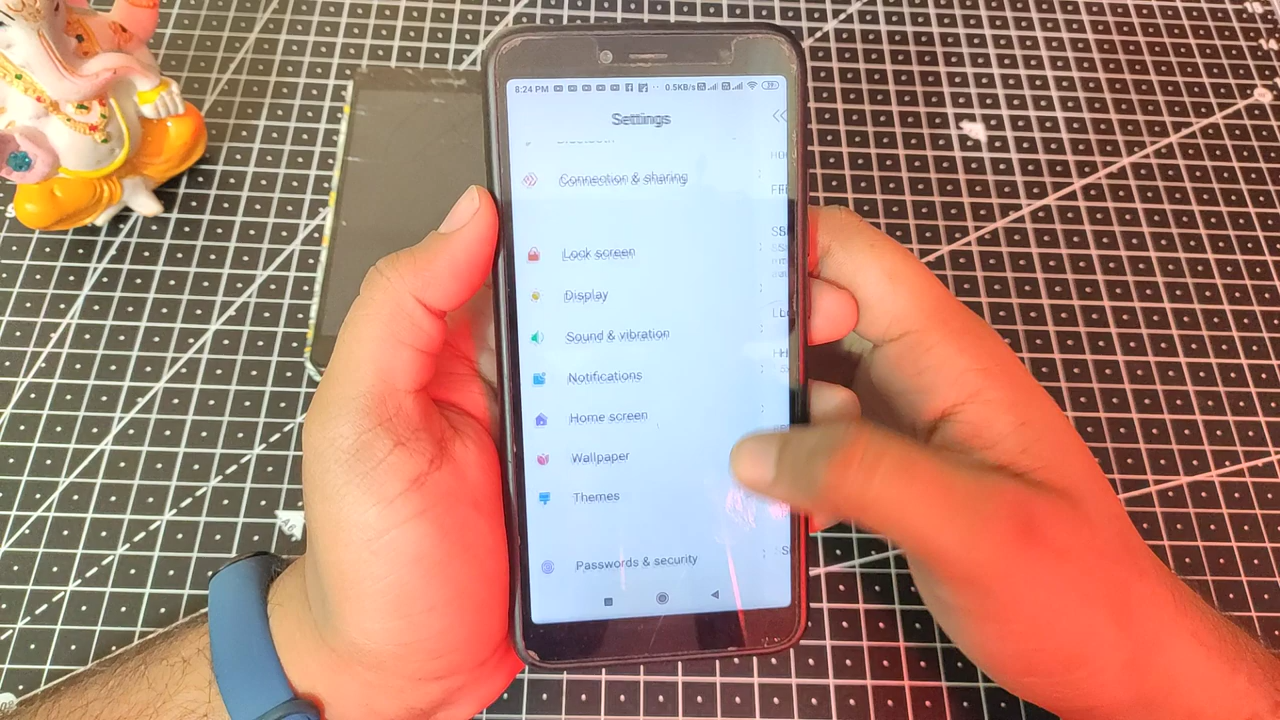 8:24 PM
0.5KB/s
Settings
Connection & sharing
Lock screen
Display
Sound & vibration
Notifications
Home screen
Wallpaper
Themes
Passwords & security
A6